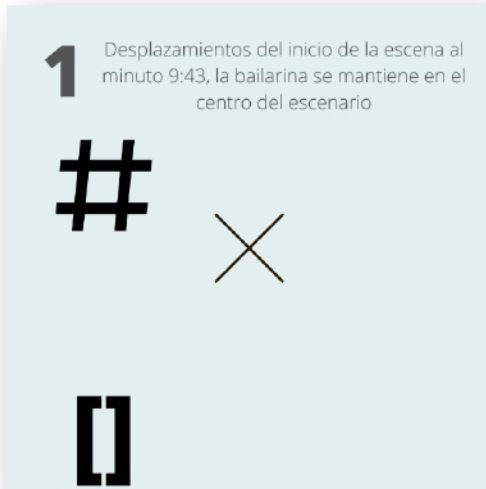 1
Desplazamientos del inicio de la escena al
minuto 9:43, la bailarina se mantiene en el
centro del escenario
#
[]